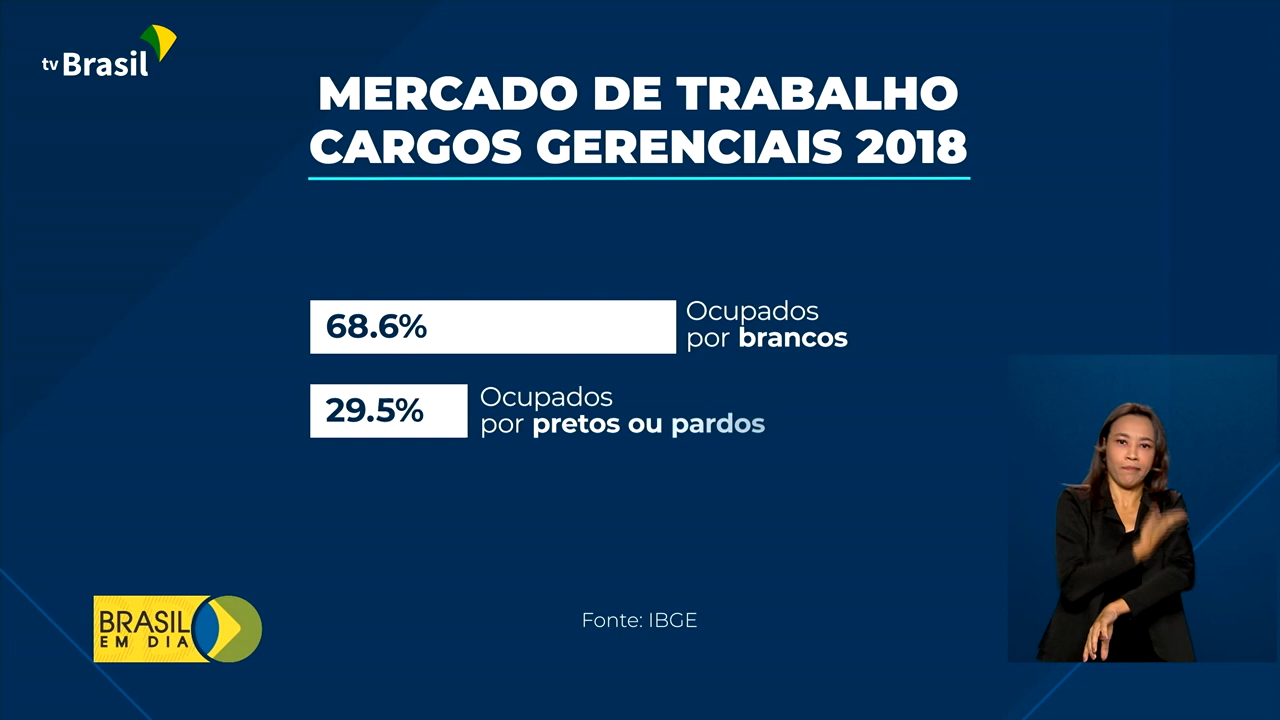 tv Brasil
MERCADO DE TRABALHO
CARGOS GERENCIAIS 2018
68.6%
Ocupados
por brancos
29.5%
Ocupados
por pretos ou pardos
BRASIL
EM DIA
Fonte: IBGE